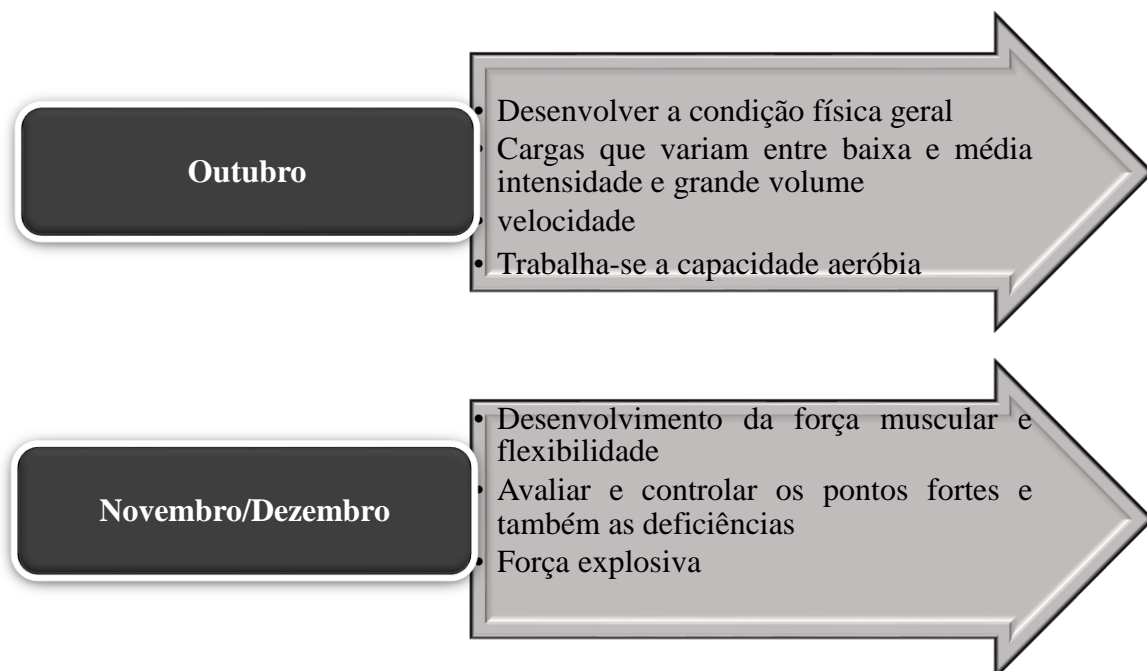 Outubro
• Desenvolver a condição física geral
• Cargas que variam entre baixa e média
intensidade e grande volume
• velocidade
• Trabalha-se a capacidade aeróbia
Novembro/Dezembro
• Desenvolvimento da força muscular e
flexibilidade
• Avaliar e controlar os pontos fortes e
também as deficiências
• Força explosiva